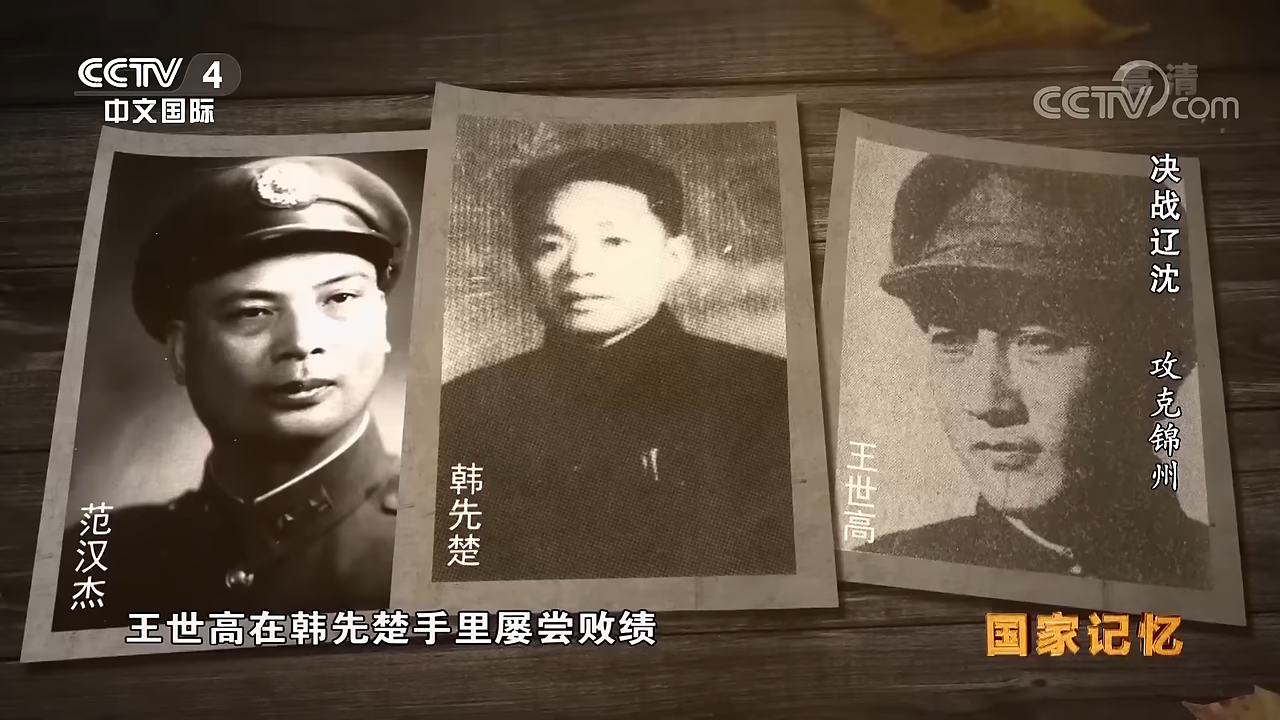 CCTV 4
中文国际
高清
CCTV.com
决战辽沈 攻克锦州
范汉杰
韩先楚
王世高
王世高在韩先楚手里屡尝败绩
国家记忆